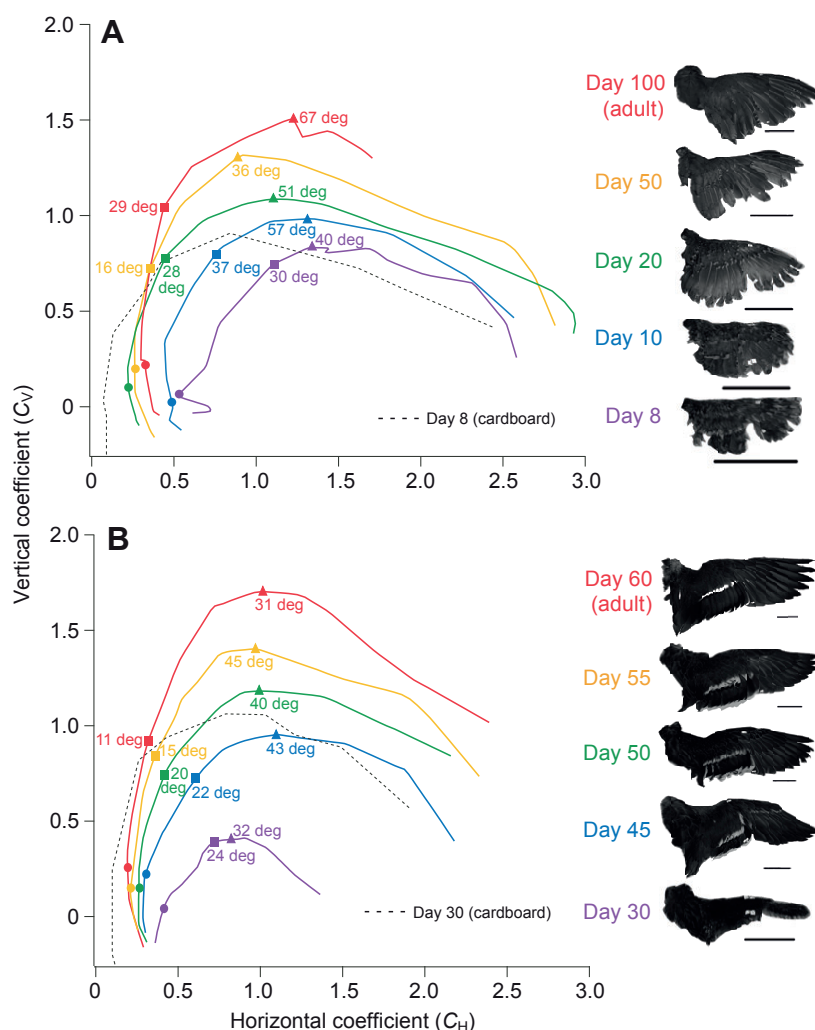 A
2.0
1.5
1.0
0.5
0
0
0.5
1.0
1.5
2.0
2.5
3.0
67 deg
36 deg
29 deg
51 deg
57 deg
16 deg
40 deg
28
deg
37 deg
30 deg
Day 8 (cardboard)
Day 100
(adult)
Day 50
Day 20
Day 10
Day 8
Vertical coefficient (CV)
B
2.0
1.5
1.0
0.5
0
0
0.5
1.0
1.5
2.0
2.5
3.0
31 deg
45 deg
40 deg
11 deg
15 deg
43 deg
20
deg
22 deg
32 deg
24 deg
Day 30 (cardboard)
Day 60
(adult)
Day 55
Day 50
Day 45
Day 30
Horizontal coefficient (CH)